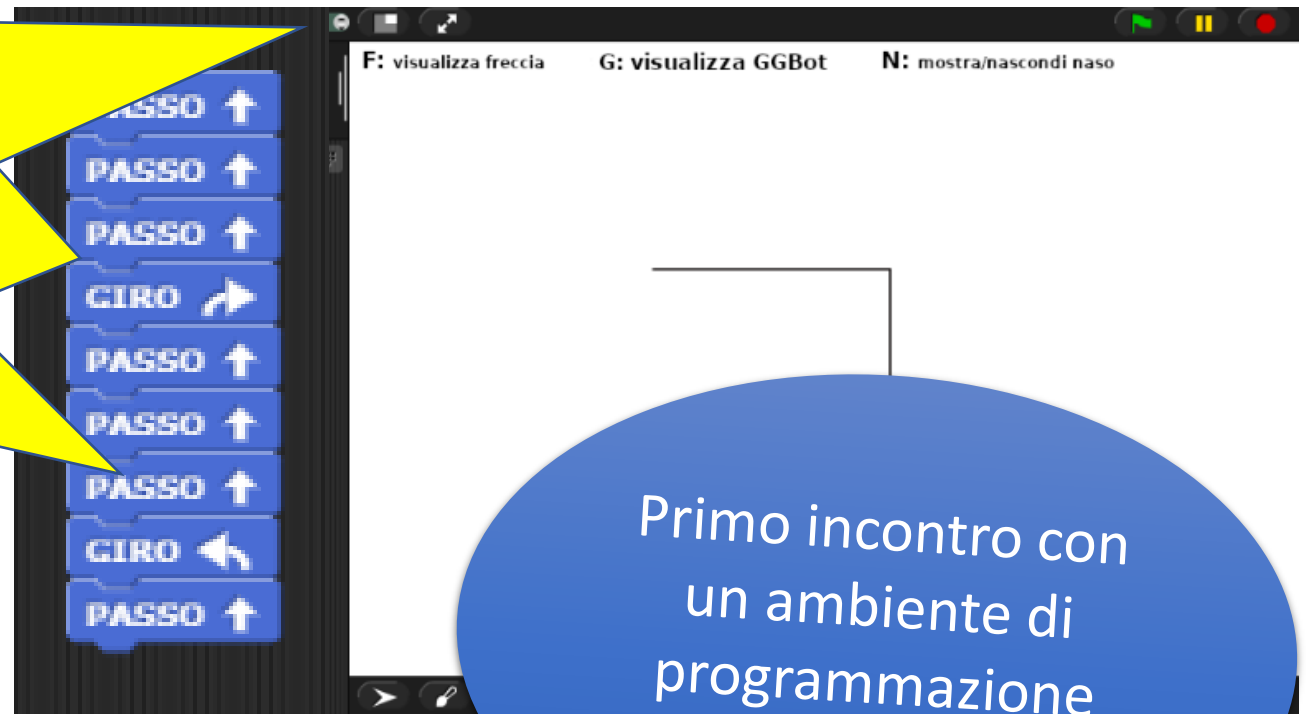 F: visualizza freccia G: visualizza GGBot N: mostra/nascondi naso
PASSO
PASSO
GIRO
PASSO
PASSO
PASSO
GIRO
PASSO
Primo incontro con
un ambiente di
programmazione